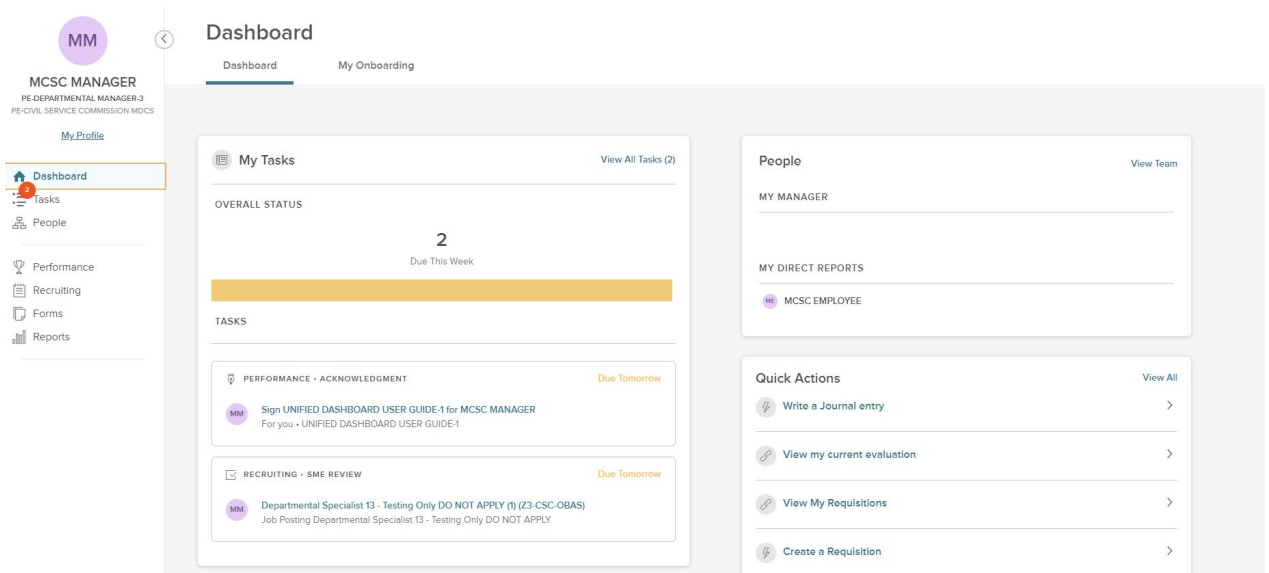 MM
MCSC MANAGER
PE-DEPARTMENTAL MANAGER-3
PE-CIVIL SERVICE COMMISSION MDCS
My Profile
Dashboard
2
Tasks
People
Performance
Recruiting
Forms
Reports
Dashboard
Dashboard My Onboarding
My Tasks View All Tasks (2)
OVERALL STATUS
2
Due This Week
TASKS
PERFORMANCE • ACKNOWLEDGMENT Due Tomorrow
MM Sign UNIFIED DASHBOARD USER GUIDE-1 for MCSC MANAGER
For you • UNIFIED DASHBOARD USER GUIDE-1
RECRUITING • SME REVIEW Due Tomorrow
MM Departmental Specialist 13 - Testing Only DO NOT APPLY (1) (Z3-CSC-OBAS)
Job Posting Departmental Specialist 13 - Testing Only DO NOT APPLY
People View Team
MY MANAGER
MY DIRECT REPORTS
ME MCSC EMPLOYEE
Quick Actions View All
Write a Journal entry
View my current evaluation
View My Requisitions
Create a Requisition